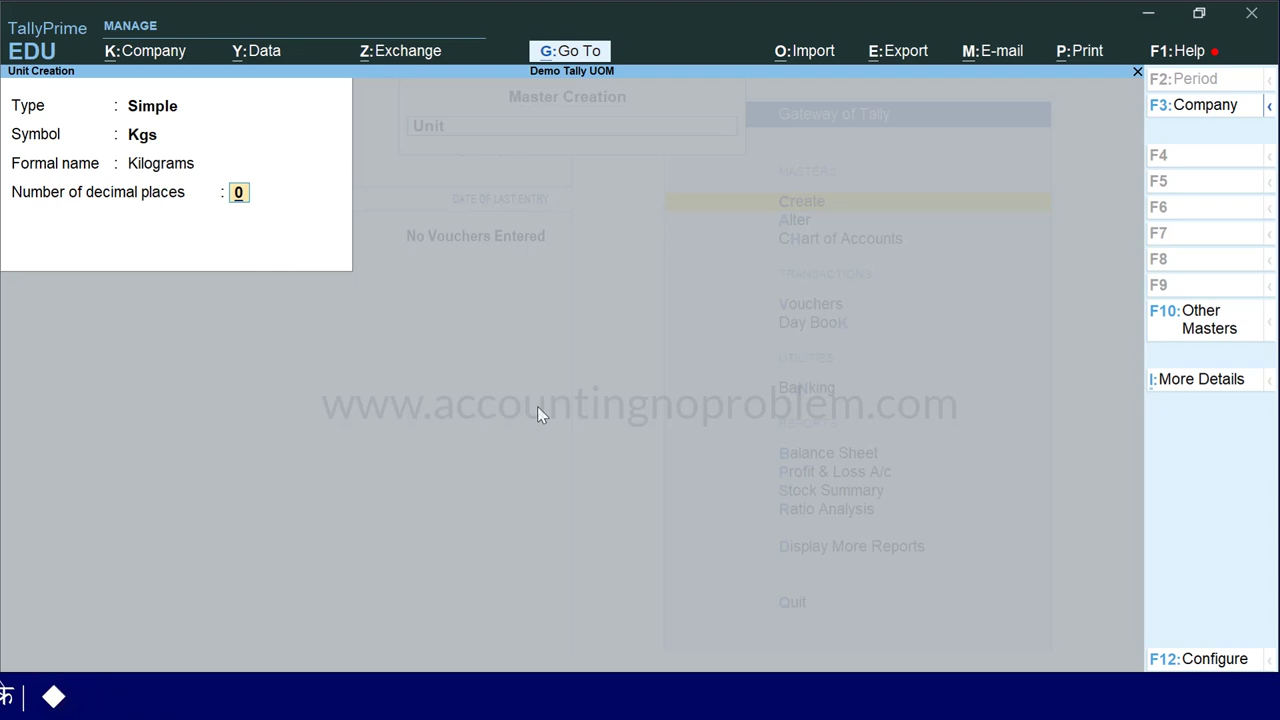 TallyPrime
EDU
MANAGE
K:Company Y:Data Z:Exchange G:Go To O:Import E:Export M:E-mail P:Print F1:Help
Unit Creation Demo Tally UOM
Type : Simple
Symbol : Kgs
Formal name : Kilograms
Number of decimal places : 0
Master Creation
Unit
DATE OF LAST ENTRY
No Vouchers Entered
Gateway of Tally
MASTERS
Create
Alter
CHart of Accounts
TRANSACTIONS
Vouchers
Day BooK
UTILITIES
BaNking
www.accountingnoproblem.com
REPORTS
Balance Sheet
Profit & Loss A/c
Stock Summary
Ratio Analysis
Display More Reports
Quit
F2:Period
F3:Company
F4
F5
F6
F7
F8
F9
F10:Other
Masters
I:More Details
F12:Configure